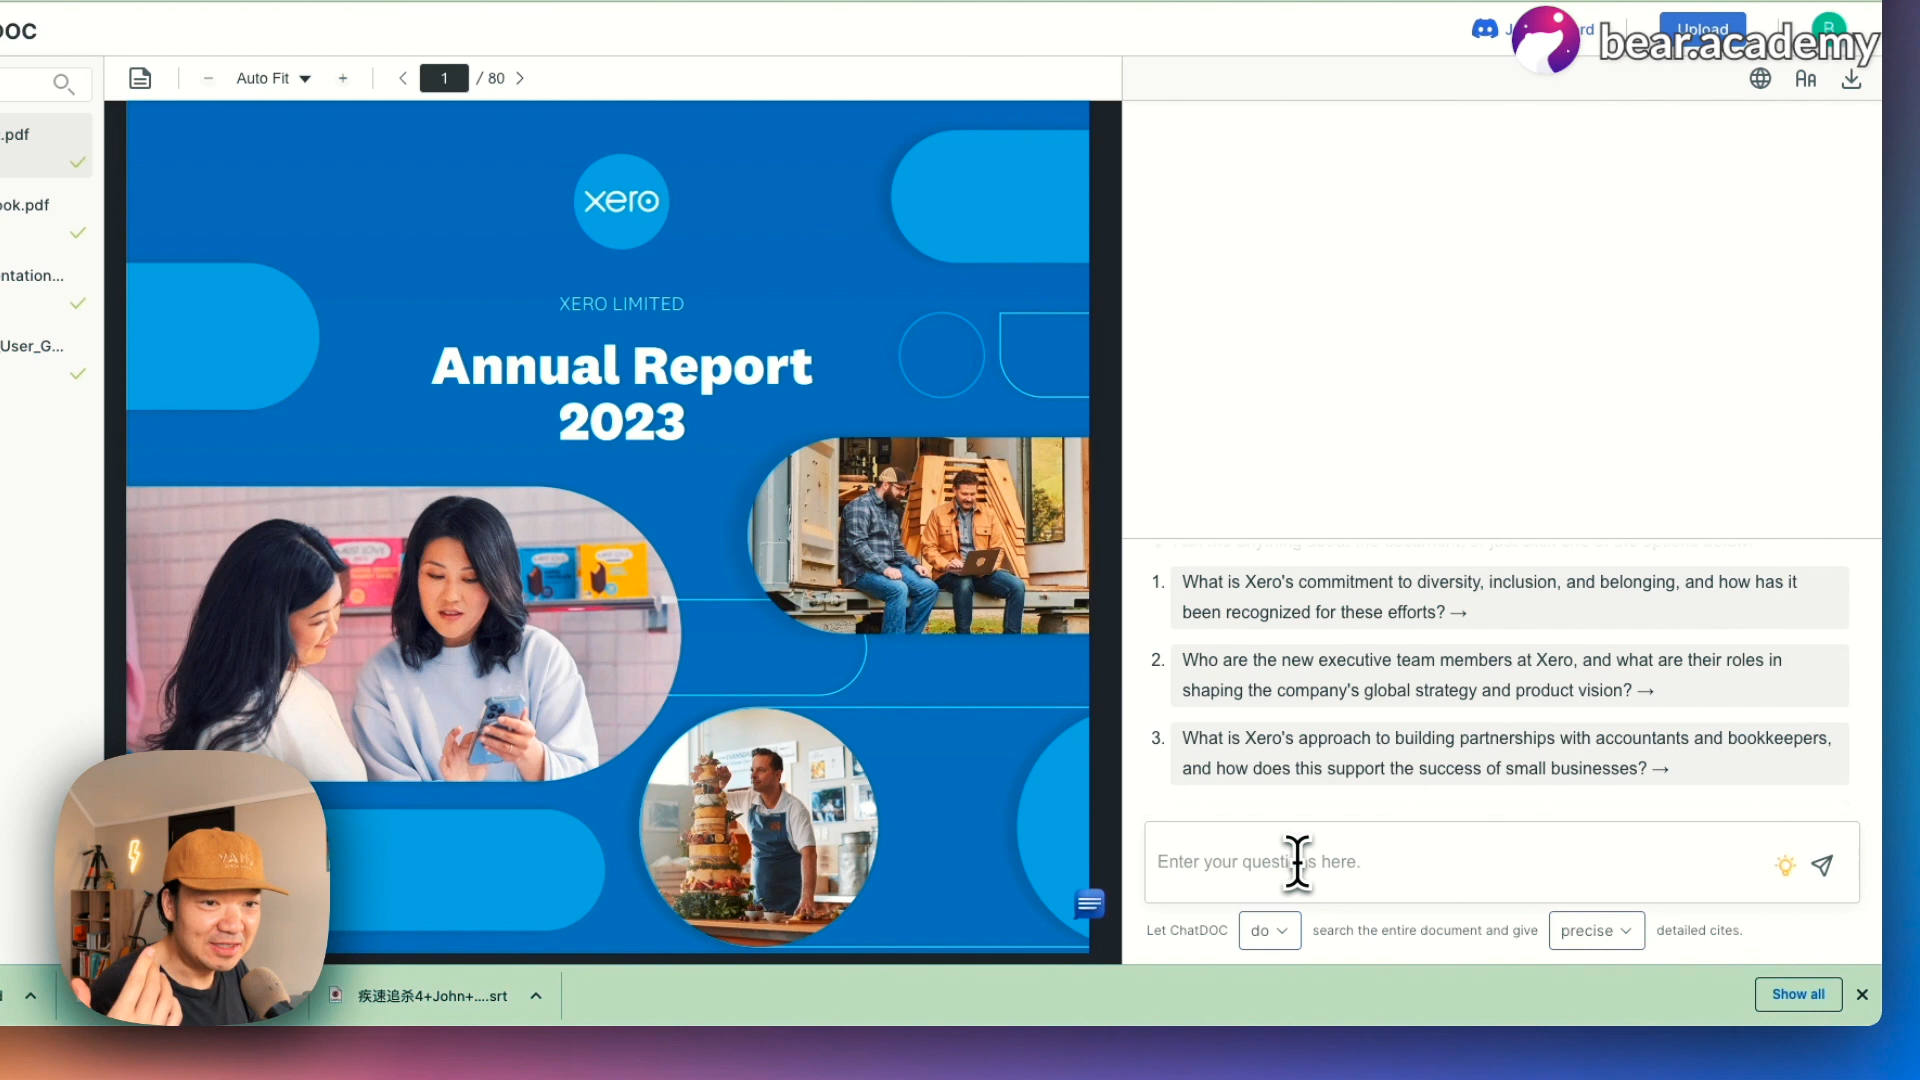 DOC
Upload
bear.academy
Auto Fit
1 / 80
.pdf
ook.pdf
ntation...
User_G...
xero
XERO LIMITED
Annual Report
2023
1. What is Xero's commitment to diversity, inclusion, and belonging, and how has it
been recognized for these efforts? →
2. Who are the new executive team members at Xero, and what are their roles in
shaping the company's global strategy and product vision? →
3. What is Xero's approach to building partnerships with accountants and bookkeepers,
and how does this support the success of small businesses? →
Enter your questions here.
Let ChatDOC do search the entire document and give precise detailed cites.
疾速追杀4+John+....srt
Show all